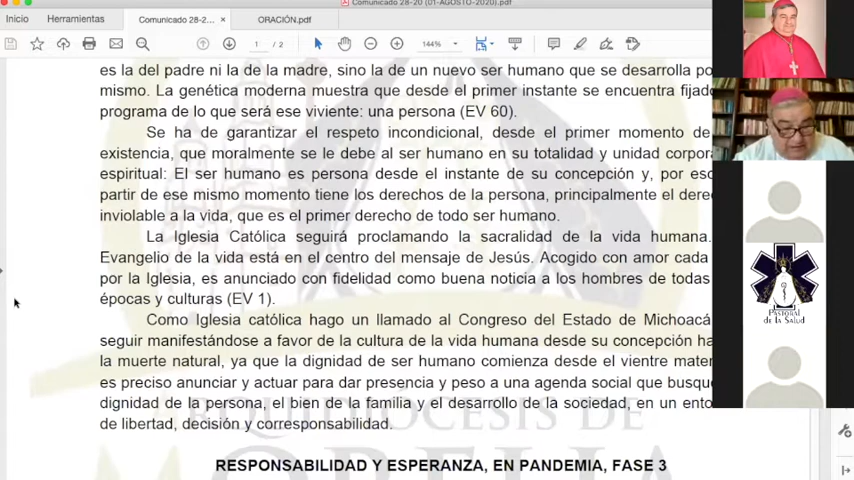 Comunicado 28-20 (01-AGOSTO-2020).pdf
Inicio Herramientas Comunicado 28-2... × ORACIÓN.pdf
1 / 2 144%
es la del padre ni la de la madre, sino la de un nuevo ser humano que se desarrolla po
mismo. La genética moderna muestra que desde el primer instante se encuentra fijado
programa de lo que será ese viviente: una persona (EV 60).
Se ha de garantizar el respeto incondicional, desde el primer momento de
existencia, que moralmente se le debe al ser humano en su totalidad y unidad corpora
espiritual: El ser humano es persona desde el instante de su concepción y, por eso
partir de ese mismo momento tiene los derechos de la persona, principalmente el dere
inviolable a la vida, que es el primer derecho de todo ser humano.
La Iglesia Católica seguirá proclamando la sacralidad de la vida humana.
Evangelio de la vida está en el centro del mensaje de Jesús. Acogido con amor cada
por la Iglesia, es anunciado con fidelidad como buena noticia a los hombres de todas
épocas y culturas (EV 1).
Como Iglesia católica hago un llamado al Congreso del Estado de Michoacá
seguir manifestándose a favor de la cultura de la vida humana desde su concepción ha
la muerte natural, ya que la dignidad de ser humano comienza desde el vientre mater
es preciso anunciar y actuar para dar presencia y peso a una agenda social que busqu
dignidad de la persona, el bien de la familia y el desarrollo de la sociedad, en un ento
de libertad, decisión y corresponsabilidad.
RQUIDIÓCESIS DE
RESPONSABILIDAD Y ESPERANZA, EN PANDEMIA, FASE 3
PASTORAL
DE LA SALUD